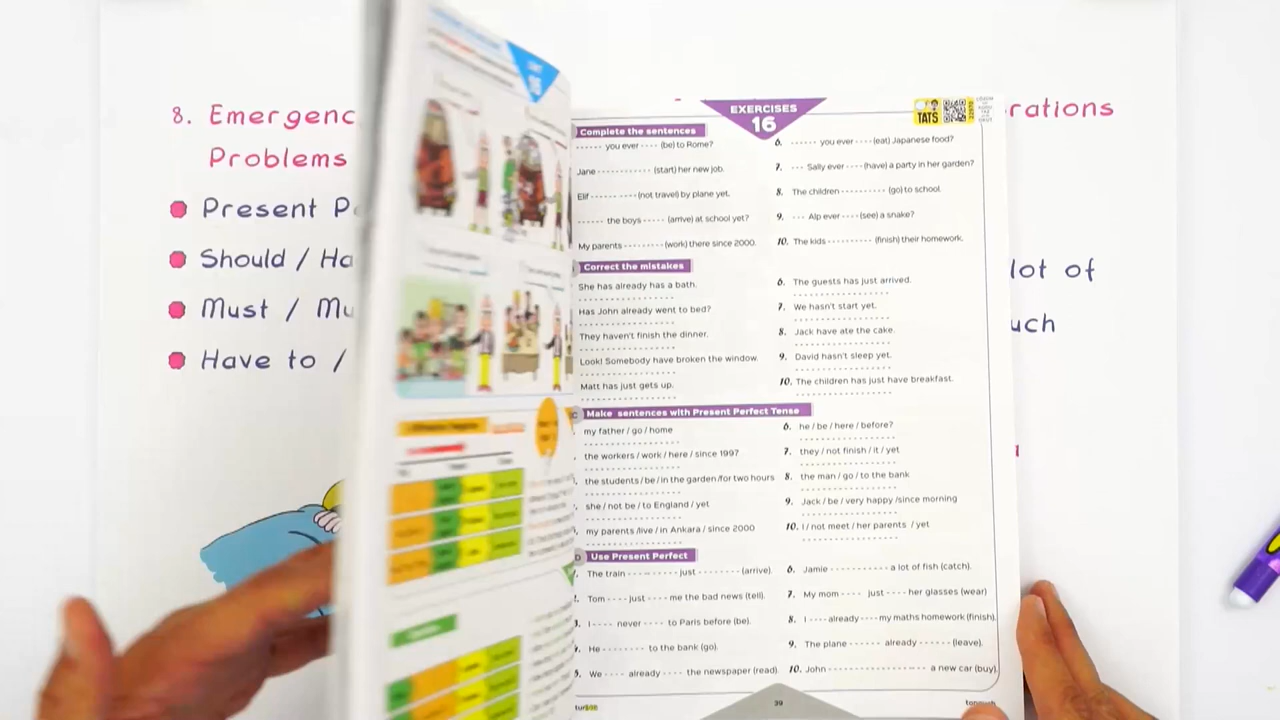 8. Emergenc
Problems
Present P
Should / Ha
Must / Mu
Have to /
rations
lot of
uch
EXERCISES
16
TATS
Complete the sentences
------ you ever ---- (be) to Rome?
Jane ------------ (start) her new job.
Elif ---------- (not travel) by plane yet.
------ the boys ----- (arrive) at school yet?
My parents --------- (work) there since 2000.
6. ------ you ever ---- (eat) Japanese food?
7. --- Sally ever ---- (have) a party in her garden?
8. The children ---------- (go) to school.
9. --- Alp ever ---- (see) a snake?
10. The kids ---------- (finish) their homework.
Correct the mistakes
She has already has a bath.
Has John already went to bed?
They haven't finish the dinner.
Look! Somebody have broken the window.
Matt has just gets up.
6. The guests has just arrived.
7. We hasn't start yet.
8. Jack have ate the cake.
9. David hasn't sleep yet.
10. The children has just have breakfast.
C Make sentences with Present Perfect Tense
my father / go / home
the workers / work / here / since 1997
the students / be / in the garden /for two hours
she / not be / to England / yet
my parents /live / in Ankara / since 2000
6. he / be / here / before?
7. they / not finish / it / yet
8. the man / go / to the bank
9. Jack / be / very happy /since morning
10. I / not meet / her parents / yet
D Use Present Perfect
The train ---------- just -------- (arrive).
Tom ---- just ---- me the bad news (tell).
3. I ---- never ---- to Paris before (be).
He -------- to the bank (go).
5. We ---- already ---- the newspaper (read).
6. Jamie ----------- a lot of fish (catch).
7. My mom ---- just ---- her glasses (wear)
8. I ---- already ---- my maths homework (finish).
9. The plane ------ already ------ (leave).
10. John ------------------ a new car (buy).
39